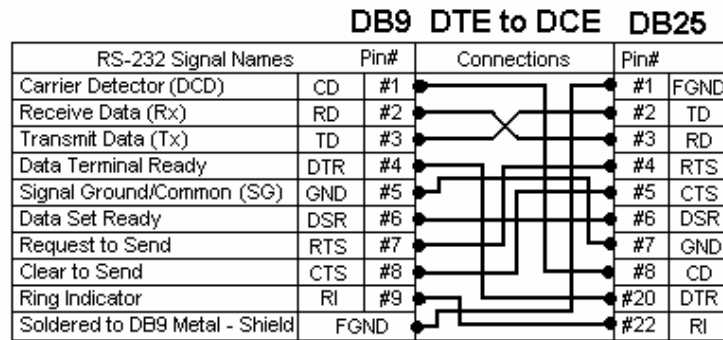 DB9 DTE to DCE DB25
RS-232 Signal Names Pin# Connections Pin#
Carrier Detector (DCD) CD #1 #1 FGND
Receive Data (Rx) RD #2 #2 TD
Transmit Data (Tx) TD #3 #3 RD
Data Terminal Ready DTR #4 #4 RTS
Signal Ground/Common (SG) GND #5 #5 CTS
Data Set Ready DSR #6 #6 DSR
Request to Send RTS #7 #7 GND
Clear to Send CTS #8 #8 CD
Ring Indicator RI #9 #20 DTR
Soldered to DB9 Metal - Shield FGND #22 RI